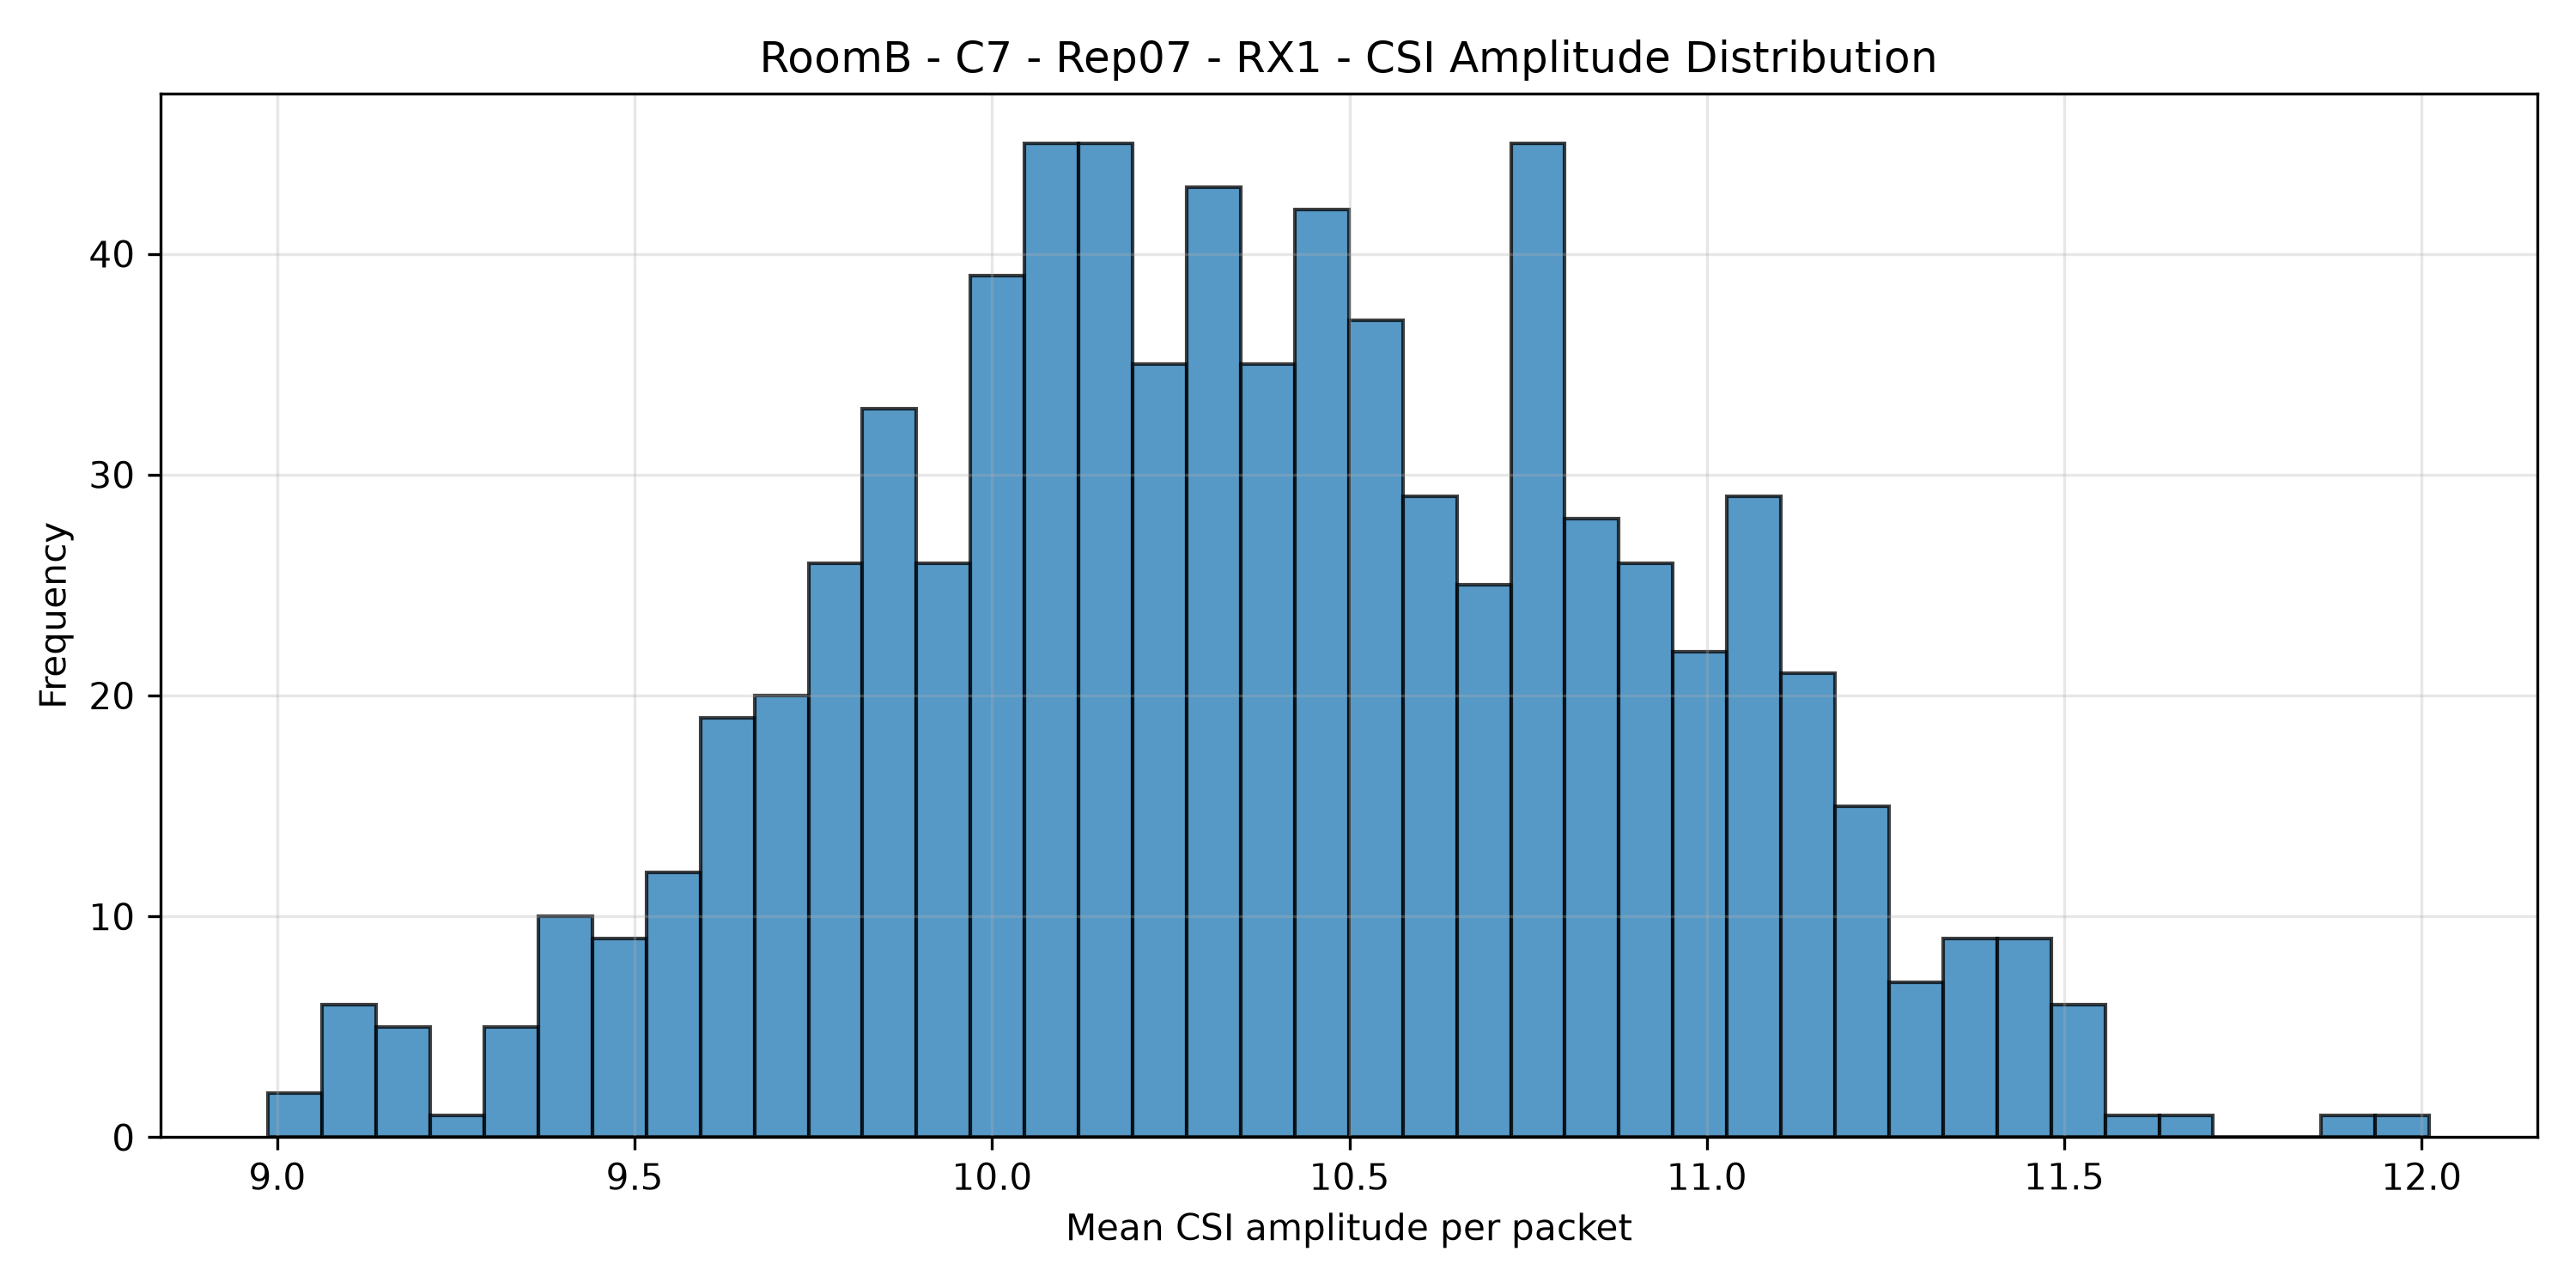 RoomB - C7 - Rep07 - RX1 - CSI Amplitude Distribution
Frequency
40
30
20
10
0
9.0 9.5 10.0 10.5 11.0 11.5 12.0
Mean CSI amplitude per packet